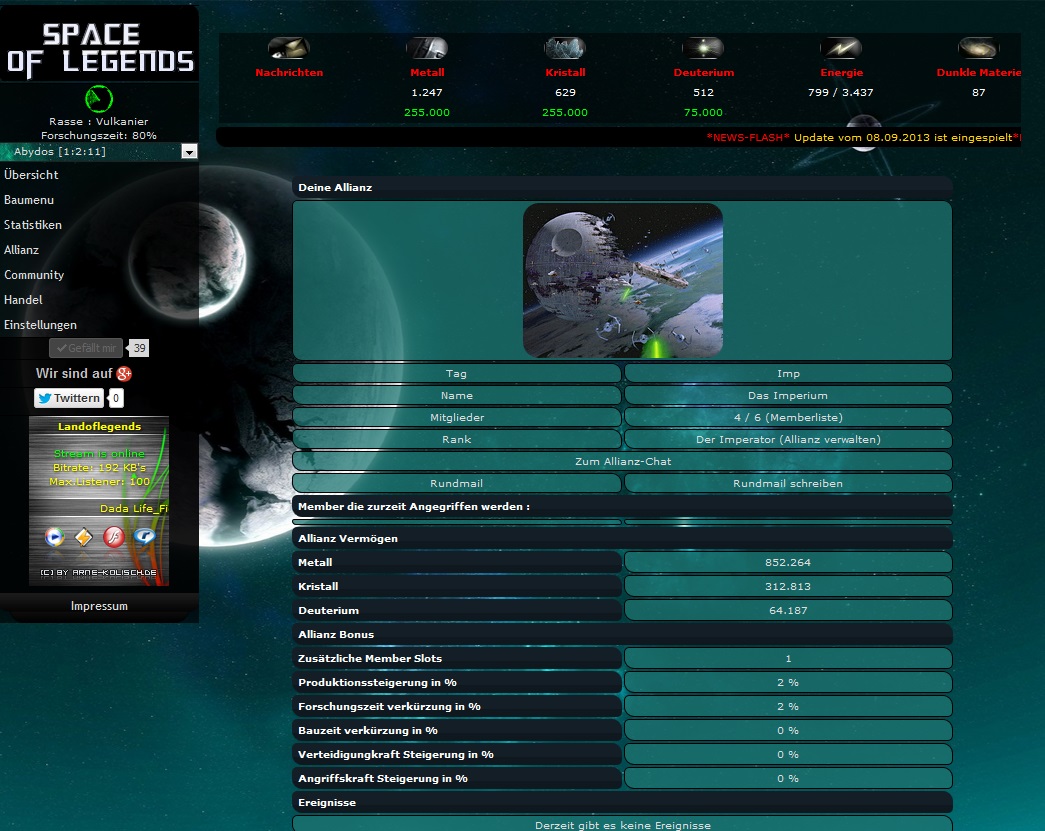 SPACE
OF LEGENDS
Rasse : Vulkanier
Forschungszeit: 80%
Abydos [1:2:11]
Übersicht
Baumenu
Statistiken
Allianz
Community
Handel
Einstellungen
Gefällt mir 39
Wir sind auf g+
Twittern 0
Landoflegends
Stream is online
Bitrate: 192-KB's
Max.Listener: 100
Dada Life_Fi
(C) BY ARNE-KOLISCH.DE
Impressum
Nachrichten Metall Kristall Deuterium Energie Dunkle Materie
1.247 629 512 799 / 3.437 87
255.000 255.000 75.000
*NEWS-FLASH* Update vom 08.09.2013 ist eingespielt*
Deine Allianz
Tag Imp
Name Das Imperium
Mitglieder 4 / 6 (Memberliste)
Rank Der Imperator (Allianz verwalten)
Zum Allianz-Chat
Rundmail Rundmail schreiben
Member die zurzeit Angegriffen werden :
Allianz Vermögen
Metall 852.264
Kristall 312.813
Deuterium 64.187
Allianz Bonus
Zusätzliche Member Slots 1
Produktionssteigerung in % 2 %
Forschungszeit verkürzung in % 2 %
Bauzeit verkürzung in % 0 %
Verteidigungkraft Steigerung in % 0 %
Angriffskraft Steigerung in % 0 %
Ereignisse
Derzeit gibt es keine Ereignisse